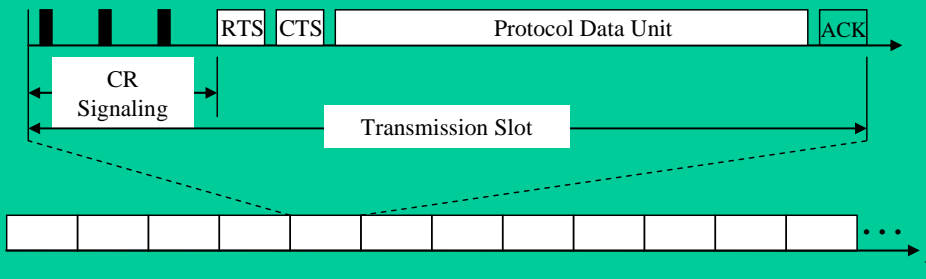 RTS CTS Protocol Data Unit ACK
CR
Signaling
Transmission Slot
...